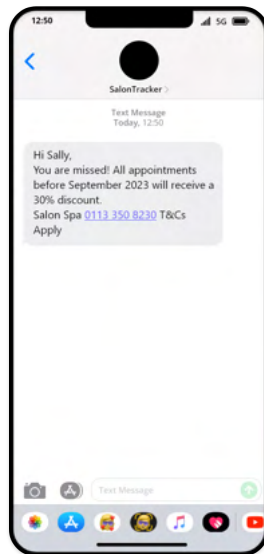 12:50
5G
SalonTracker
Text Message
Today, 12:50
Hi Sally,
You are missed! All appointments
before September 2023 will receive a
30% discount.
Salon Spa 0113 350 8230 T&Cs
Apply
Text Message